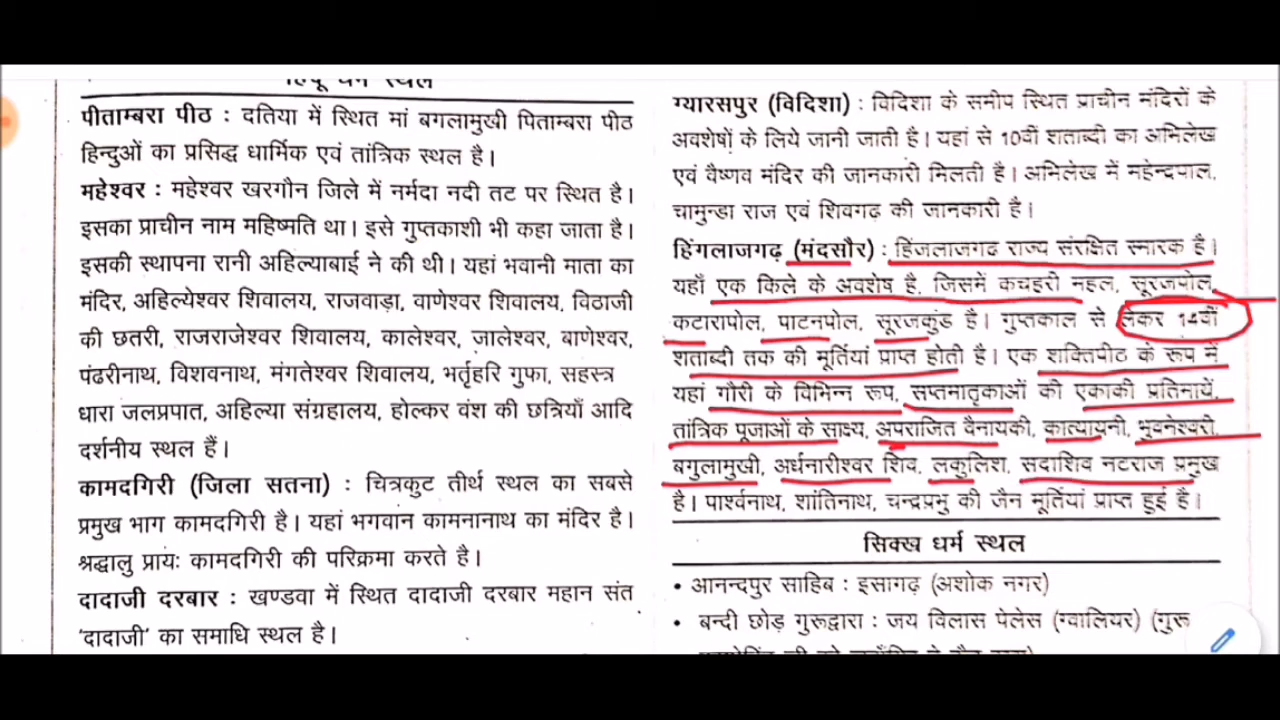 हिन्दू धर्म स्थल
पीताम्बरा पीठ : दतिया में स्थित मां बगलामुखी पिताम्बरा पीठ
हिन्दुओं का प्रसिद्ध धार्मिक एवं तांत्रिक स्थल है।
महेश्वर : महेश्वर खरगौन जिले में नर्मदा नदी तट पर स्थित है।
इसका प्राचीन नाम महिष्मति था। इसे गुप्तकाशी भी कहा जाता है।
इसकी स्थापना रानी अहिल्याबाई ने की थी। यहां भवानी माता का
मंदिर, अहिल्येश्वर शिवालय, राजवाड़ा, वाणेश्वर शिवालय, विठाजी
की छतरी, राजराजेश्वर शिवालय, कालेश्वर, जालेश्वर, बाणेश्वर,
पंढरीनाथ, विशवनाथ, मंगतेश्वर शिवालय, भर्तृहरि गुफा, सहस्त्र
धारा जलप्रपात, अहिल्या संग्रहालय, होल्कर वंश की छत्रियाँ आदि
दर्शनीय स्थल हैं।
कामदगिरी (जिला सतना) : चित्रकुट तीर्थ स्थल का सबसे
प्रमुख भाग कामदगिरी है। यहां भगवान कामनानाथ का मंदिर है।
श्रद्धालु प्रायः कामदगिरी की परिक्रमा करते है।
दादाजी दरबार : खण्डवा में स्थित दादाजी दरबार महान संत
'दादाजी' का समाधि स्थल है।
ग्यारसपुर (विदिशा) : विदिशा के समीप स्थित प्राचीन मंदिरों के
अवशेषों के लिये जानी जाती है। यहां से 10वी शताब्दी का अभिलेख
एवं वैष्णव मंदिर की जानकारी मिलती है। अभिलेख में महेन्द्रपाल,
चामुन्डा राज एवं शिवगढ़ की जानकारी है।
हिंगलाजगढ़ (मंदसौर) : हिंजलाजगढ राज्य संरक्षित स्मारक है।
यहाँ एक किले के अवशेष है, जिसमें कचहरी महल, सूरजपोल,
कटारापोल, पाटनपोल, सूरजकुंड है। गुप्तकाल से लेकर 14वीं
शताब्दी तक की मूर्तियां प्राप्त होती है। एक शक्तिपीठ के रूप में
यहां गौरी के विभिन्न रूप, सप्तमातृकाओं की एकाकी प्रतिमायें,
तांत्रिक पूजाओं के साक्ष्य, अपराजित वैनायकी, कात्यायनी, भुवनेश्वरी,
बगुलामुखी, अर्धनारीश्वर शिव, लकुलिश, सदाशिव नटराज प्रमुख
है। पार्श्वनाथ, शांतिनाथ, चन्द्रप्रभु की जैन मूर्तियां प्राप्त हुई है।
सिक्ख धर्म स्थल
• आनन्दपुर साहिब : इसागढ़ (अशोक नगर)
• बन्दी छोड़ गुरुद्वारा : जय विलास पेलेस (ग्वालियर) (गुरू